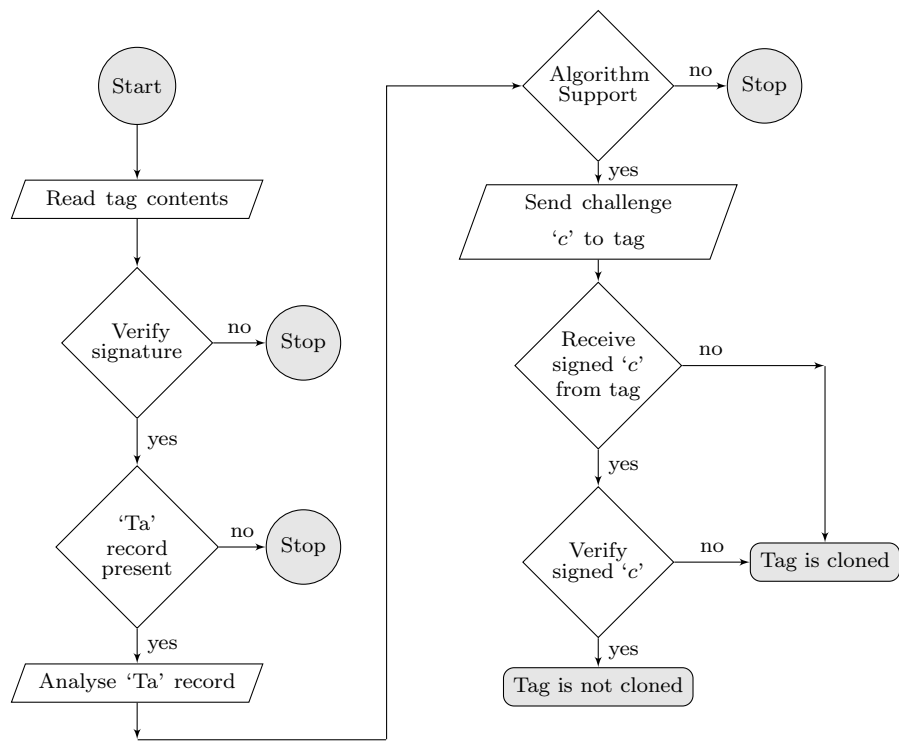 Start
Read tag contents
Verify
signature
no
Stop
yes
‘Ta’
record
present
no
Stop
yes
Analyse ‘Ta’ record
Algorithm
Support
no
Stop
yes
Send challenge
‘c’ to tag
Receive
signed ‘c’
from tag
no
yes
Verify
signed ‘c’
no
Tag is cloned
yes
Tag is not cloned